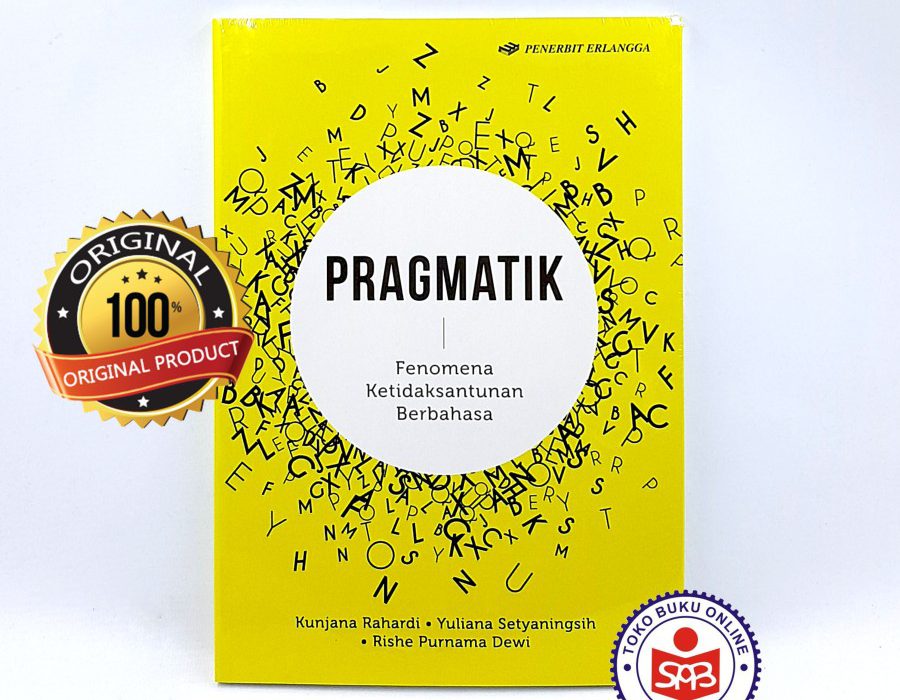 PENERBIT ERLANGGA
ORIGINAL
100%
ORIGINAL PRODUCT
PRAGMATIK
Fenomena
Ketidaksantunan
Berbahasa
Kunjana Rahardi • Yuliana Setyaningsih
• Rishe Purnama Dewi
• TOKO BUKU ONLINE •
SMB